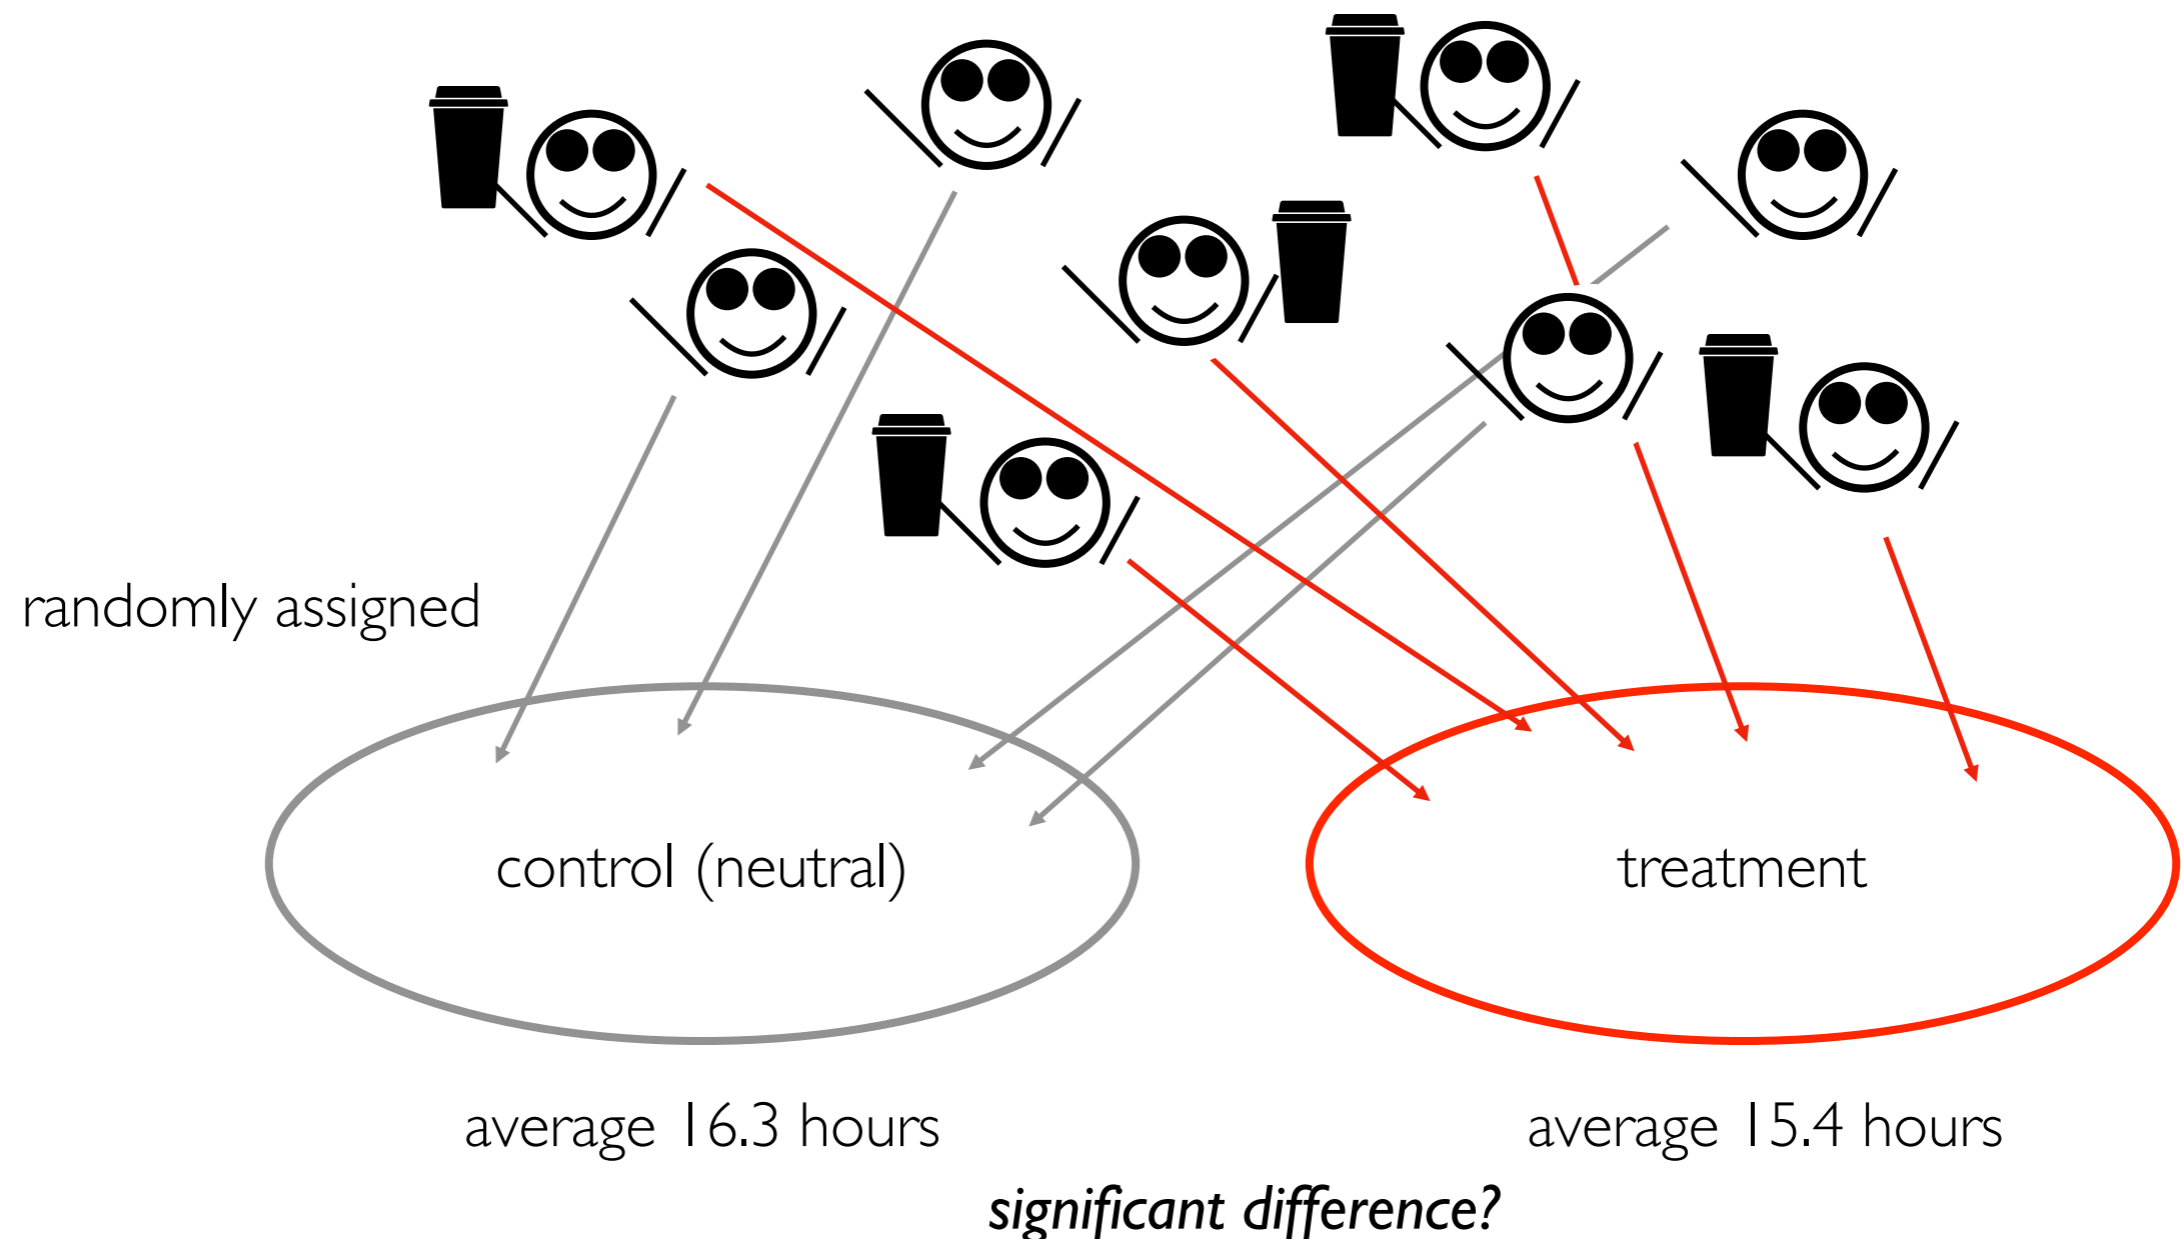 randomly assigned
control (neutral)
treatment
average 16.3 hours
average 15.4 hours
significant difference?